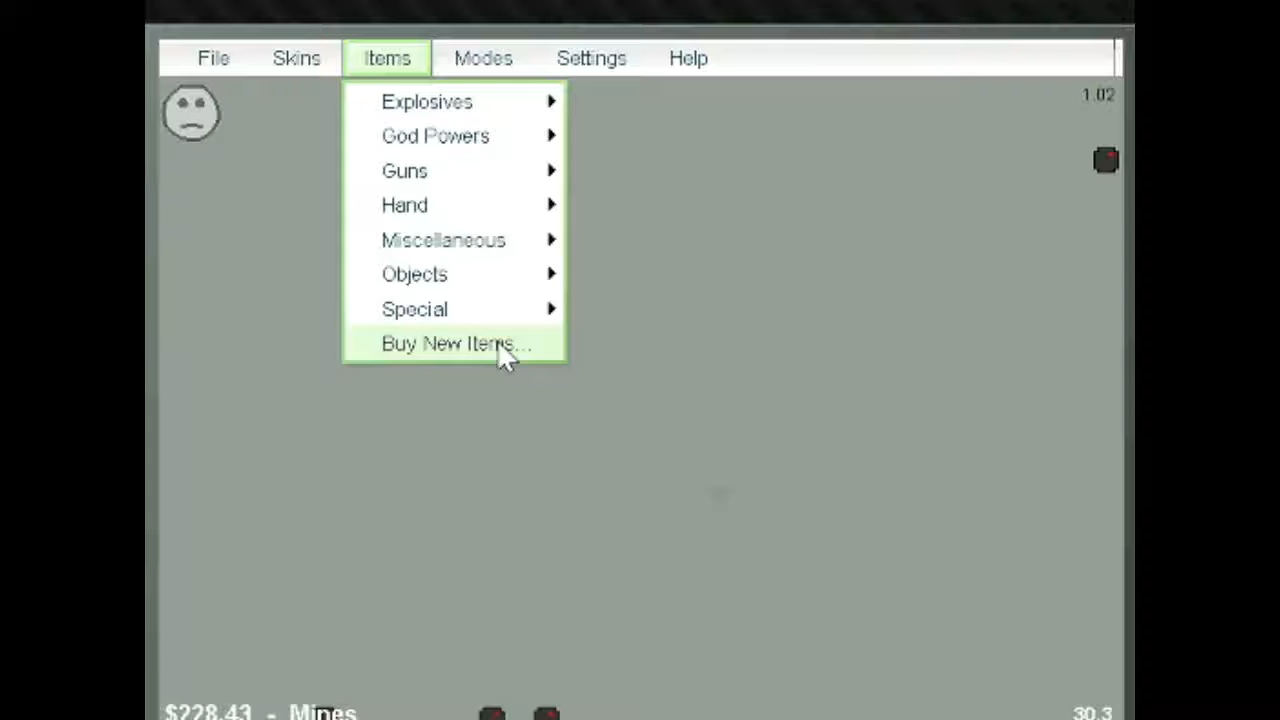 File Skins Items Modes Settings Help
1.02
Explosives
God Powers
Guns
Hand
Miscellaneous
Objects
Special
Buy New Items...
$228.43 - Mines
30.3